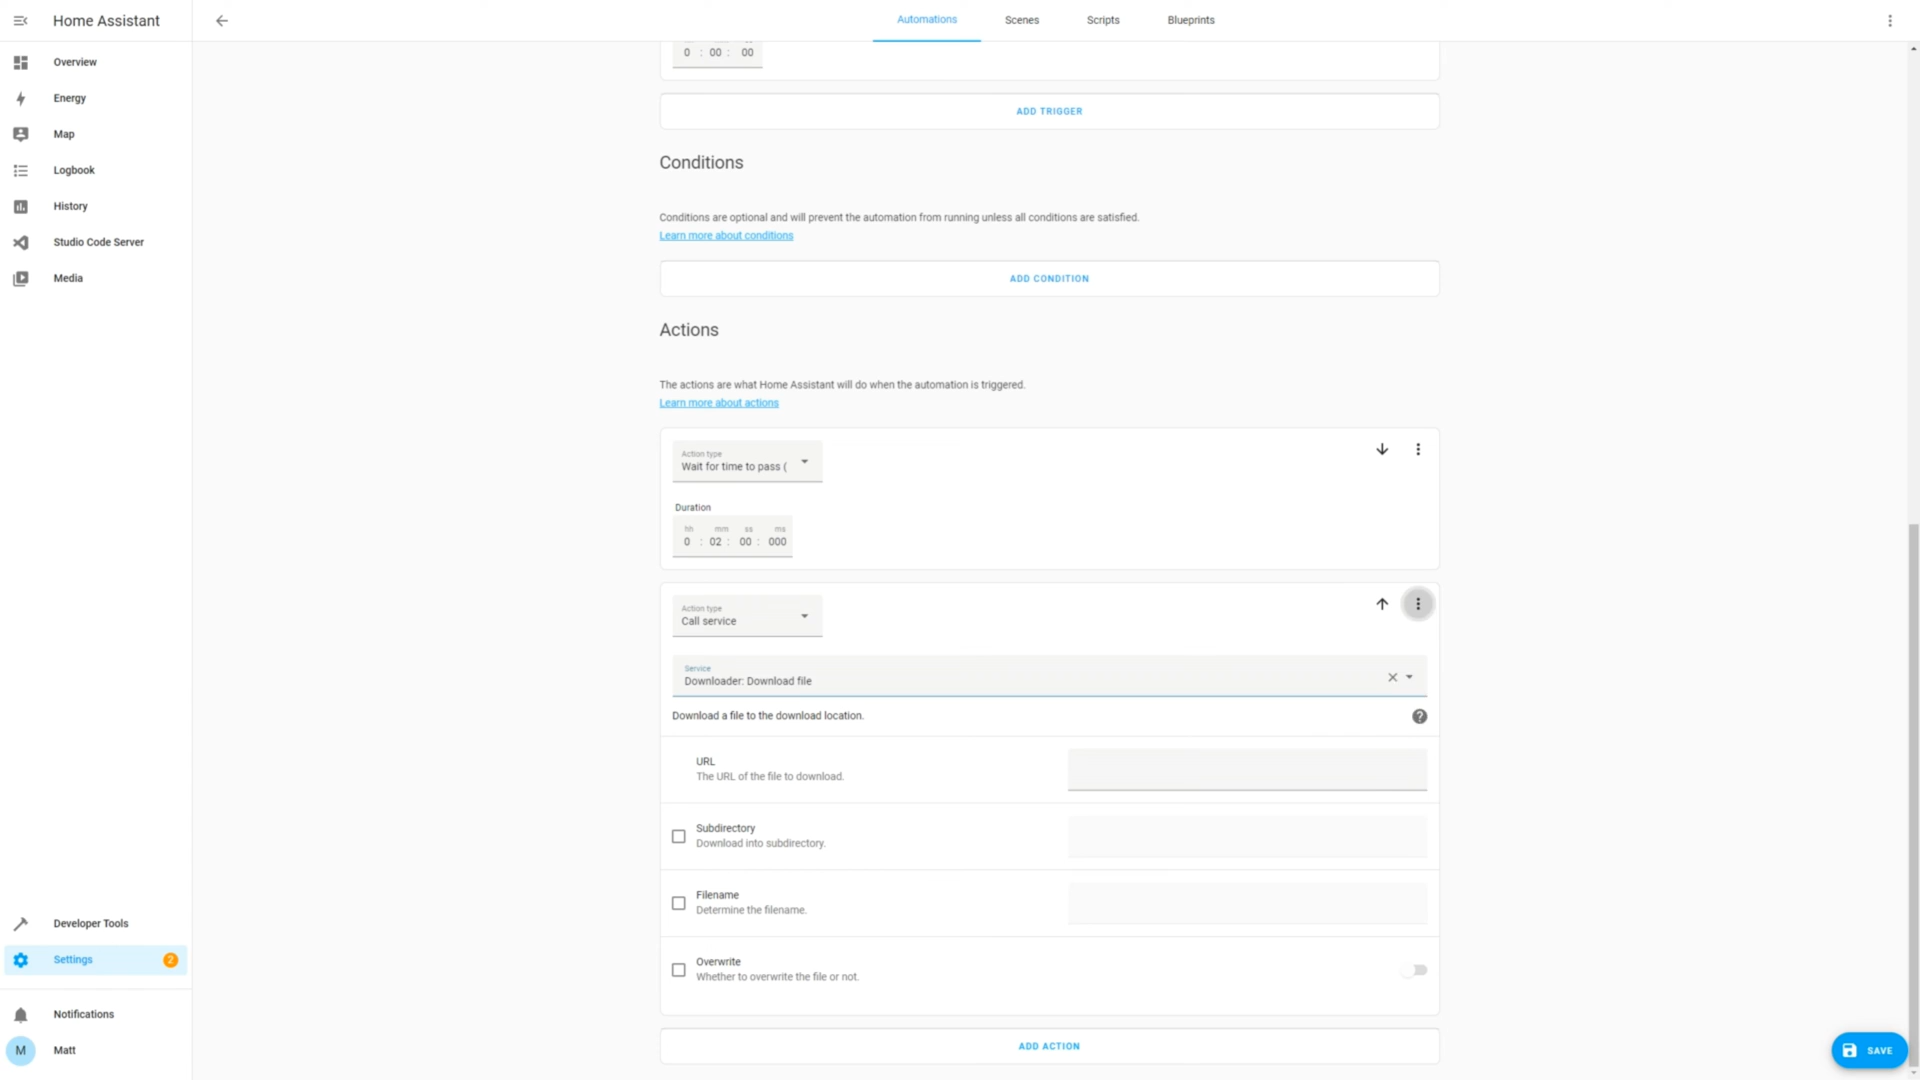 Home Assistant
Automations
Scenes
Scripts
Blueprints
Overview
Energy
Map
Logbook
History
Studio Code Server
Media
Developer Tools
Settings
2
Notifications
M
Matt
0 : 00 : 00
ADD TRIGGER
Conditions
Conditions are optional and will prevent the automation from running unless all conditions are satisfied.
Learn more about conditions
ADD CONDITION
Actions
The actions are what Home Assistant will do when the automation is triggered.
Learn more about actions
Action type
Wait for time to pass (
Duration
hh mm ss ms
0 : 02 : 00 : 000
Action type
Call service
Service
Downloader: Download file
Download a file to the download location.
URL
The URL of the file to download.
Subdirectory
Download into subdirectory.
Filename
Determine the filename.
Overwrite
Whether to overwrite the file or not.
ADD ACTION
SAVE